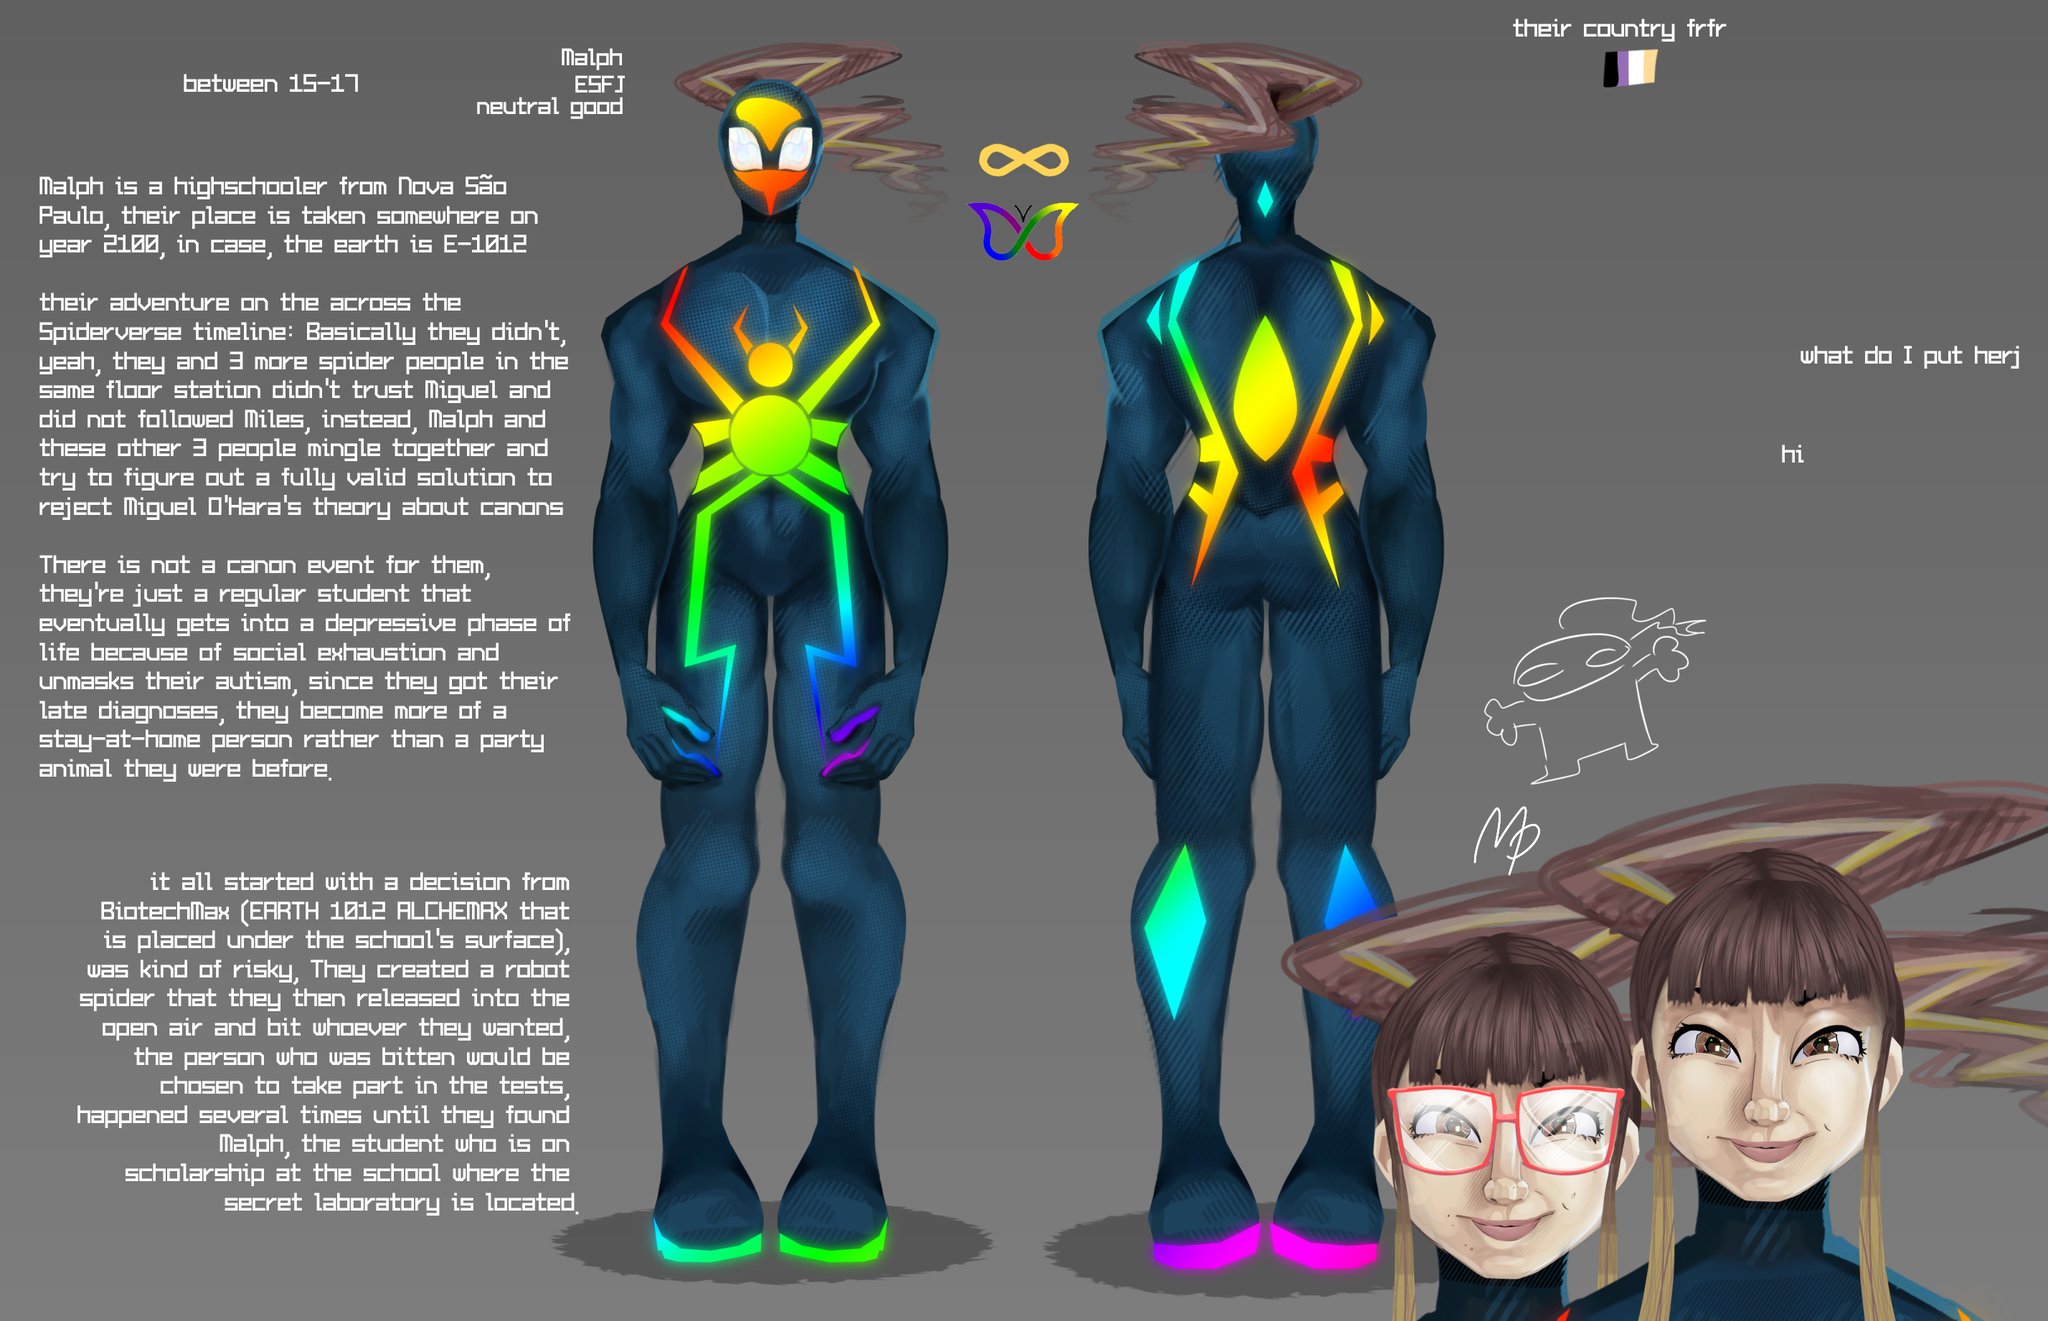 between 15-17
Malph
ESFJ
neutral good
Malph is a highschooler from Nova São
Paulo, their place is taken somewhere on
year 2100, in case, the earth is E-1012
their adventure on the across the
Spiderverse timeline: Basically they didn't,
yeah, they and 3 more spider people in the
same floor station didn't trust Miguel and
did not followed Miles, instead, Malph and
these other 3 people mingle together and
try to figure out a fully valid solution to
reject Miguel O'Hara's theory about canons
There is not a canon event for them,
they're just a regular student that
eventually gets into a depressive phase of
life because of social exhaustion and
unmasks their autism, since they got their
late diagnoses, they become more of a
stay-at-home person rather than a party
animal they were before.
it all started with a decision from
BiotechMax (EARTH 1012 ALCHEMAX that
is placed under the school's surface),
was kind of risky, They created a robot
spider that they then released into the
open air and bit whoever they wanted,
the person who was bitten would be
chosen to take part in the tests,
happened several times until they found
Malph, the student who is on
scholarship at the school where the
secret laboratory is located.
their country frfr
what do I put herj
hi